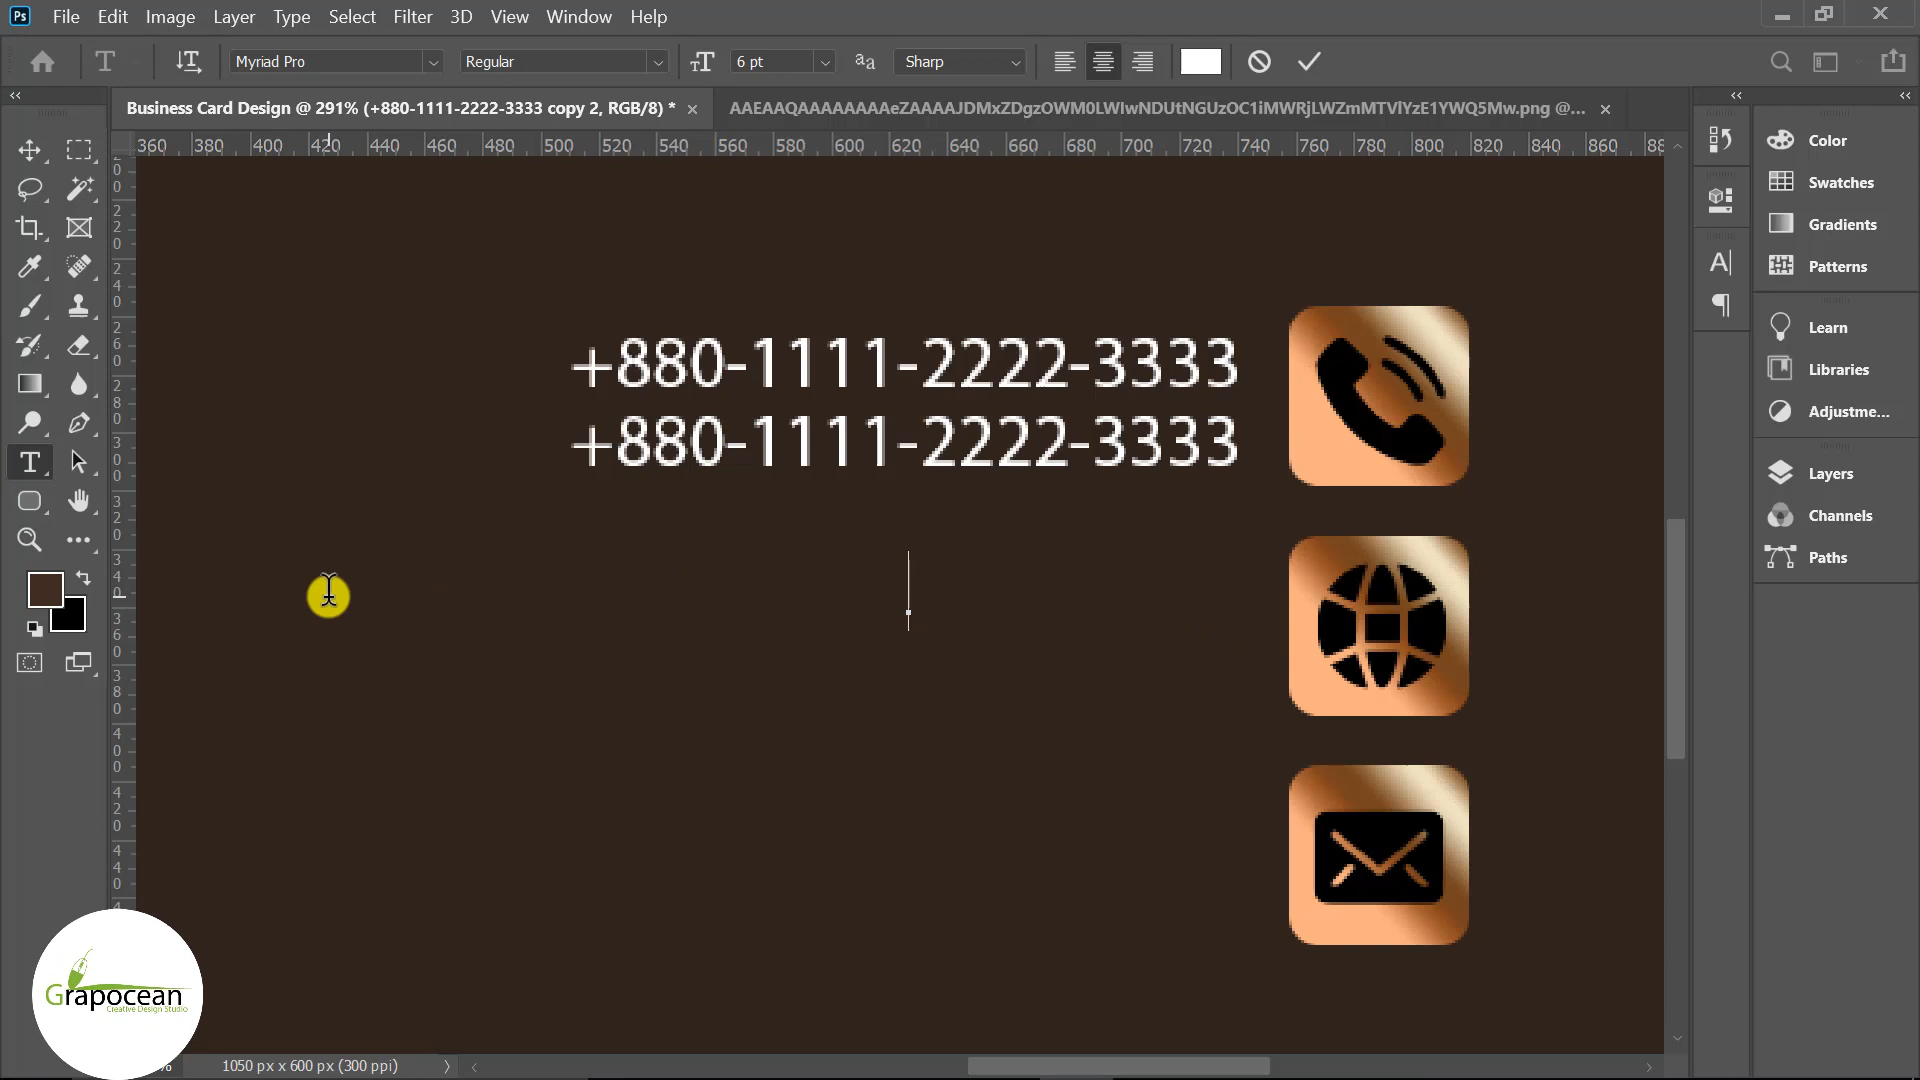 Ps File Edit Image Layer Type Select Filter 3D View Window Help
Myriad Pro Regular 6 pt Sharp
Business Card Design @ 291% (+880-1111-2222-3333 copy 2, RGB/8) *
360 380 400 420 440 460 480 500 520 540 560 580 600 620 640 660 680 700 720 740 760 780 800 820 840 860 88
+880-1111-2222-3333
+880-1111-2222-3333
Color
Swatches
Gradients
Patterns
Learn
Libraries
Adjustme...
Layers
Channels
Paths
Grapocean
Creative Design Studio
1050 px x 600 px (300 ppi)